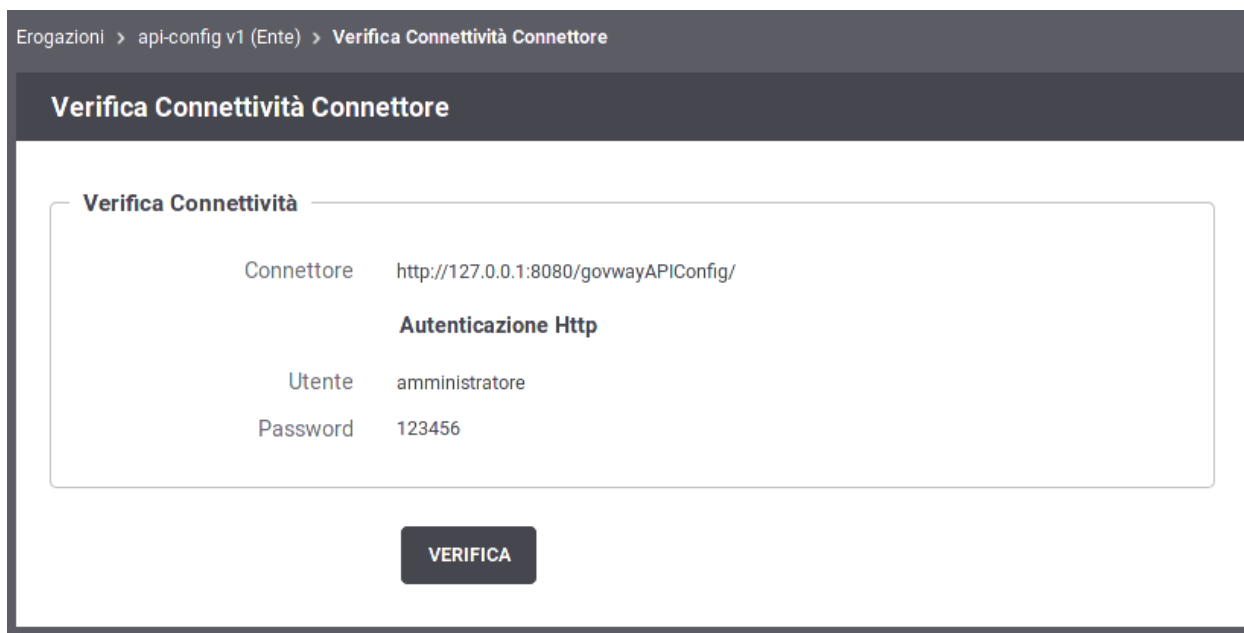 Erogazioni > api-config v1 (Ente) > Verifica Connettività Connettore
Verifica Connettività Connettore
Verifica Connettività
Connettore http://127.0.0.1:8080/govwayAPIConfig/
Autenticazione Http
Utente amministratore
Password 123456
VERIFICA